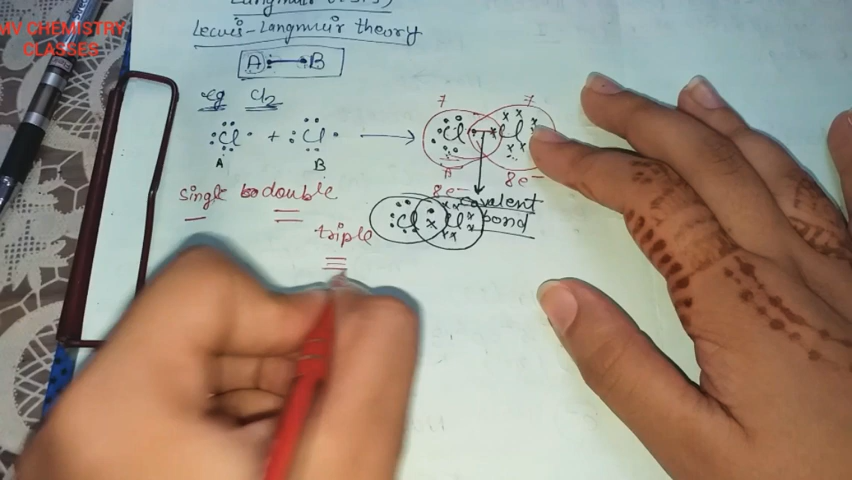 MV CHEMISTRY
CLASSES
Lewis-Langmuir theory
A B
eg Cl2
Cl + Cl
A B
7 7
Cl Cl
8e⁻ 8e⁻
covalent
bond
Cl Cl
single bo double
triple